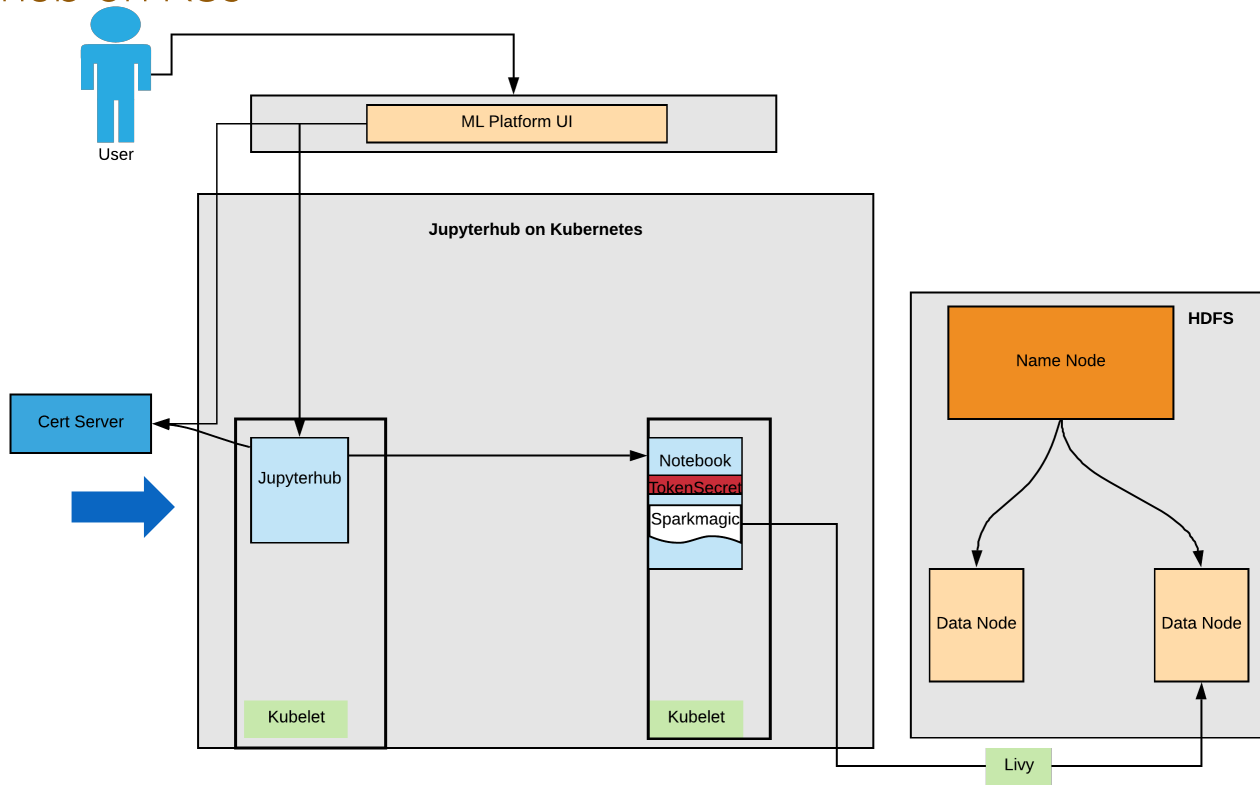 User
ML Platform UI
Jupyterhub on Kubernetes
HDFS
Name Node
Cert Server
Jupyterhub
Notebook
TokenSecret
Sparkmagic
Data Node
Data Node
Kubelet
Kubelet
Livy